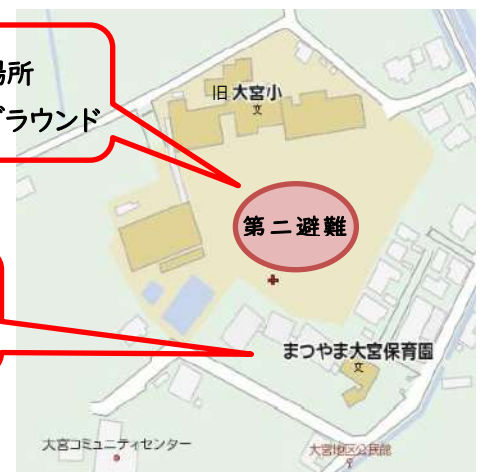 場所
グラウンド
旧大宮小
文
第二避難
まつやま大宮保育園
文
大宮コミュニティセンター
大宮地区公民館